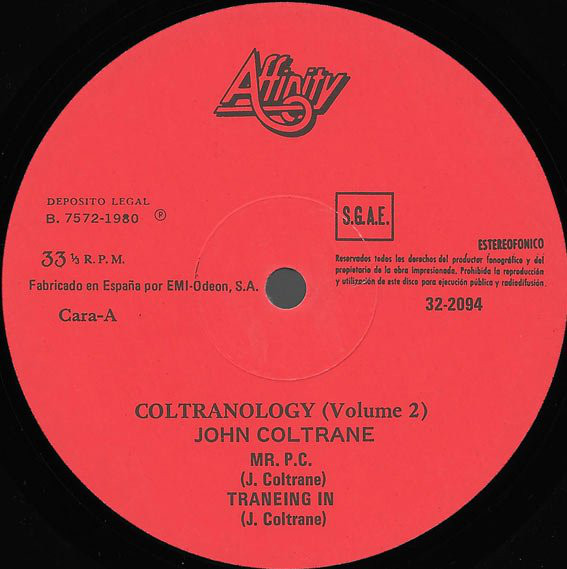 Affinity
DEPOSITO LEGAL
B. 7572-1980 ℗
S.G.A.E.
33 ⅓ R. P. M.
ESTEREOFONICO
Reservados todos los derechos del productor fonográfico y del
propietario de la obra impresionada. Prohibida la reproducción
y utilización de este disco para ejecución pública y radiodifusión.
Fabricado en España por EMI-Odeon, S.A.
32-2094
Cara-A
COLTRANOLOGY (Volume 2)
JOHN COLTRANE
MR. P.C.
(J. Coltrane)
TRANEING IN
(J. Coltrane)